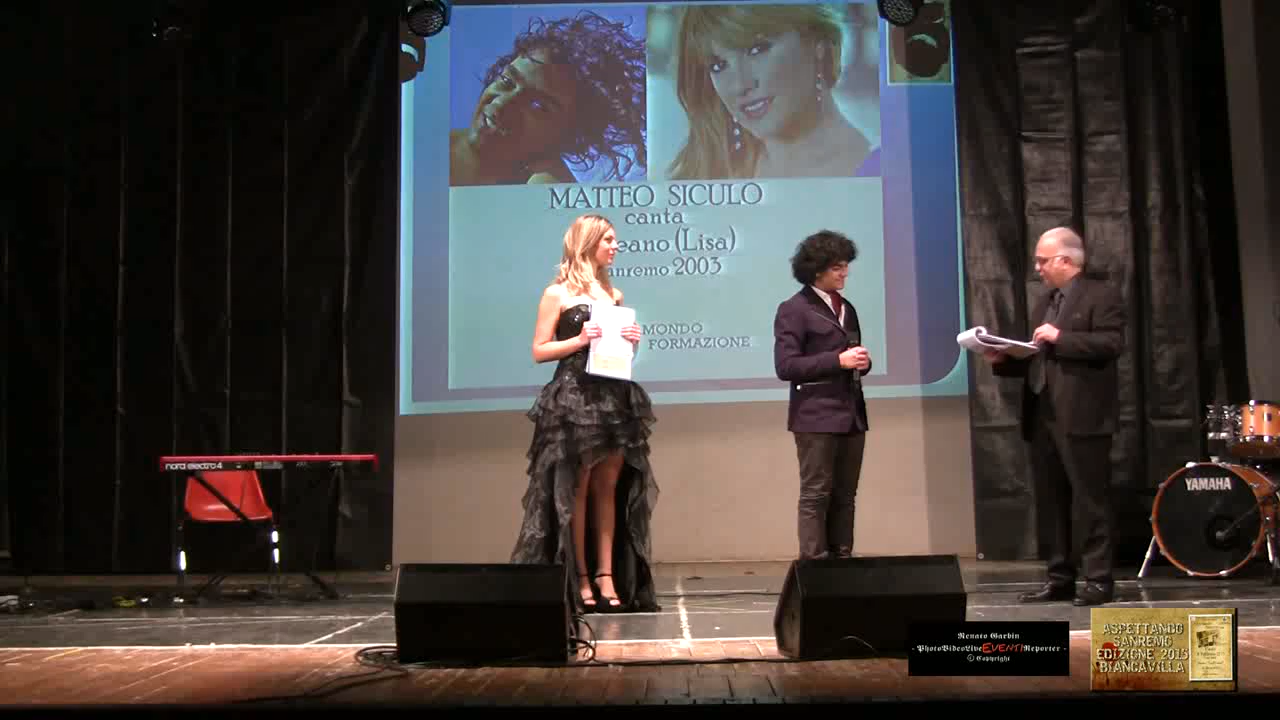 MATTEO SICULO
canta
eano (Lisa)
anremo 2003
MONDO
FORMAZIONE
nord electro 4
YAMAHA
Renato Garbin
- PhotoVideoLiveEVENTIReporter -
© Copyright
ASPETTANDO
SANREMO
EDIZIONE 2015
BIANCAVILLA